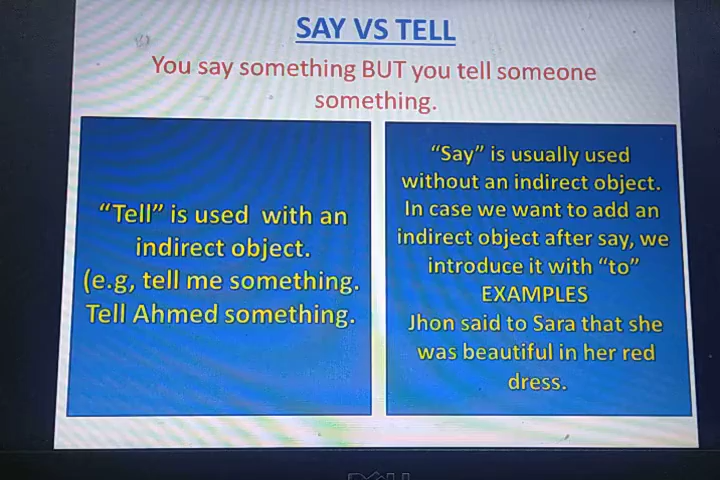 SAY VS TELL
You say something BUT you tell someone
something.
“Tell” is used with an
indirect object.
(e.g, tell me something.
Tell Ahmed something.
“Say” is usually used
without an indirect object.
In case we want to add an
indirect object after say, we
introduce it with “to”
EXAMPLES
Jhon said to Sara that she
was beautiful in her red
dress.